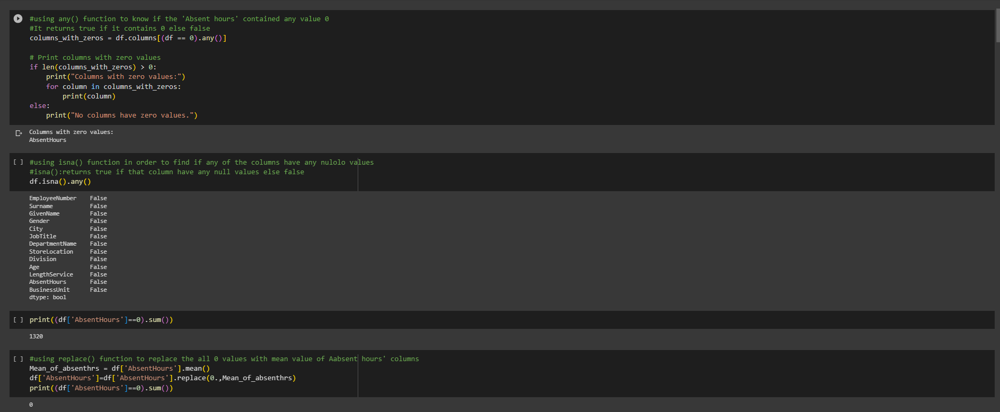 #using any() function to know if the 'Absent hours' contained any value 0
#It returns true if it contains 0 else false
columns_with_zeros = df.columns[(df == 0).any()]
# Print columns with zero values
if len(columns_with_zeros) > 0:
    print("Columns with zero values:")
    for column in columns_with_zeros:
        print(column)
else:
    print("No columns have zero values.")
Columns with zero values:
AbsentHours
[ ] #using isna() function in order to find if any of the columns have any nulolo values
#isna():returns true if that column have any null values else false
df.isna().any()
EmployeeNumber    False
Surname           False
GivenName         False
Gender            False
City              False
JobTitle          False
DepartmentName    False
StoreLocation     False
Division          False
Age               False
LengthService     False
AbsentHours       False
BusinessUnit      False
dtype: bool
[ ] print((df['AbsentHours']==0).sum())
1320
[ ] #using replace() function to replace the all 0 values with mean value of Aabsent hours' columns
Mean_of_absenthrs = df['AbsentHours'].mean()
df['AbsentHours']=df['AbsentHours'].replace(0.,Mean_of_absenthrs)
print((df['AbsentHours']==0).sum())
0